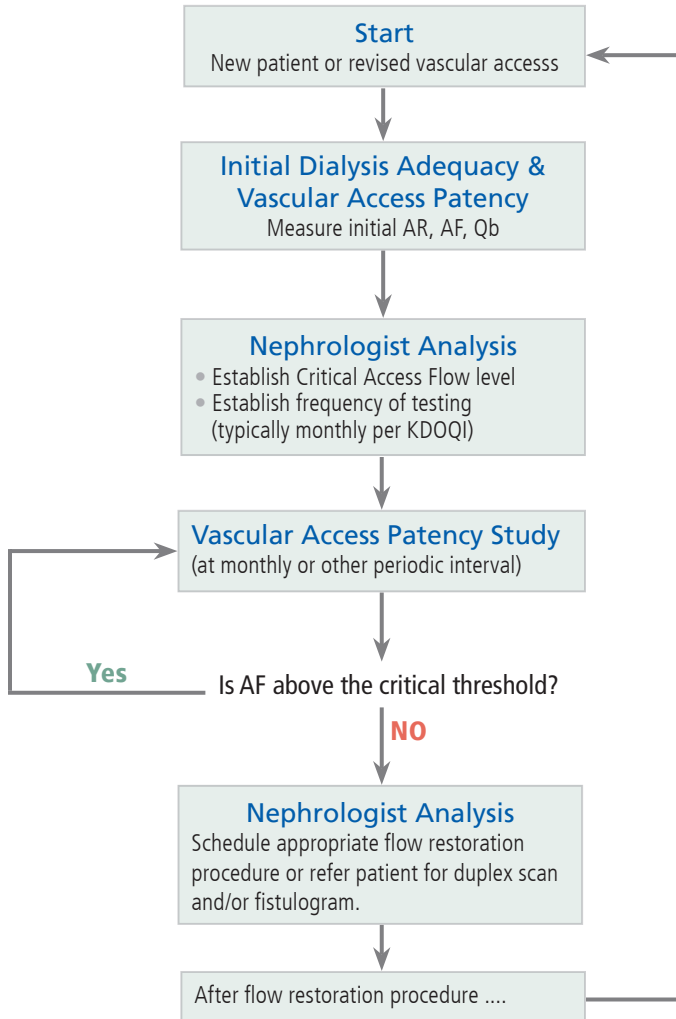 Start
New patient or revised vascular accesss
Initial Dialysis Adequacy &
Vascular Access Patency
Measure initial AR, AF, Qb
Nephrologist Analysis
• Establish Critical Access Flow level
• Establish frequency of testing
(typically monthly per KDOQI)
Vascular Access Patency Study
(at monthly or other periodic interval)
Yes
Is AF above the critical threshold?
NO
Nephrologist Analysis
Schedule appropriate flow restoration
procedure or refer patient for duplex scan
and/or fistulogram.
After flow restoration procedure ....